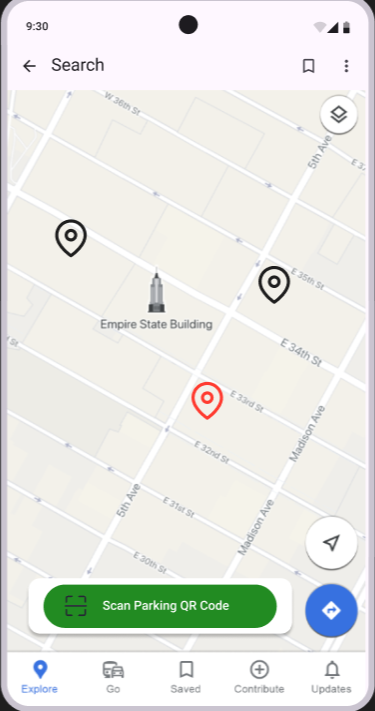 9:30
Search
W 36th St
5th Ave
E 35th St
Empire State Building
E 34th St
E 33rd St
Madison Ave
E 32nd St
5th Ave
E 31st St
Madison Ave
E 30th St
Scan Parking QR Code
Explore
Go
Saved
Contribute
Updates